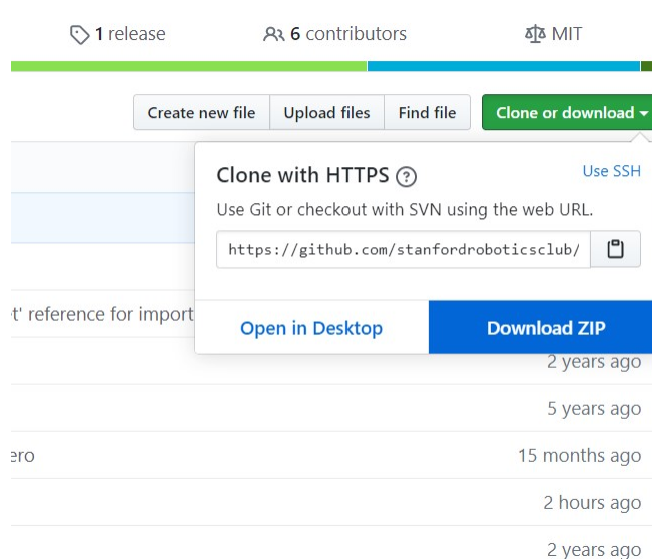 1 release 6 contributors MIT
Create new file Upload files Find file Clone or download
Clone with HTTPS ? Use SSH
Use Git or checkout with SVN using the web URL.
https://github.com/stanfordroboticsclub/
t' reference for import
Open in Desktop Download ZIP
2 years ago
5 years ago
ero 15 months ago
2 hours ago
2 years ago